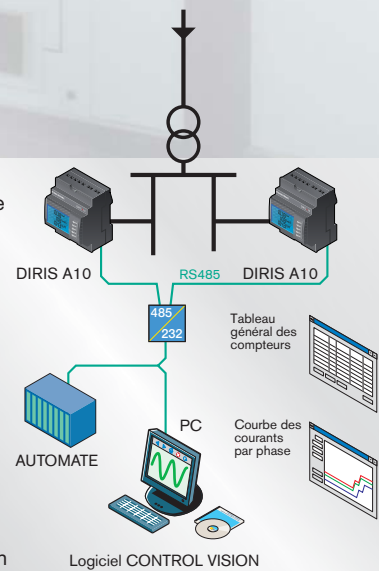 e
DIRIS A10
RS485
DIRIS A10
485
232
Tableau
général des
compteurs
PC
Courbe des
courants
par phase
AUTOMATE
n
Logiciel CONTROL VISION